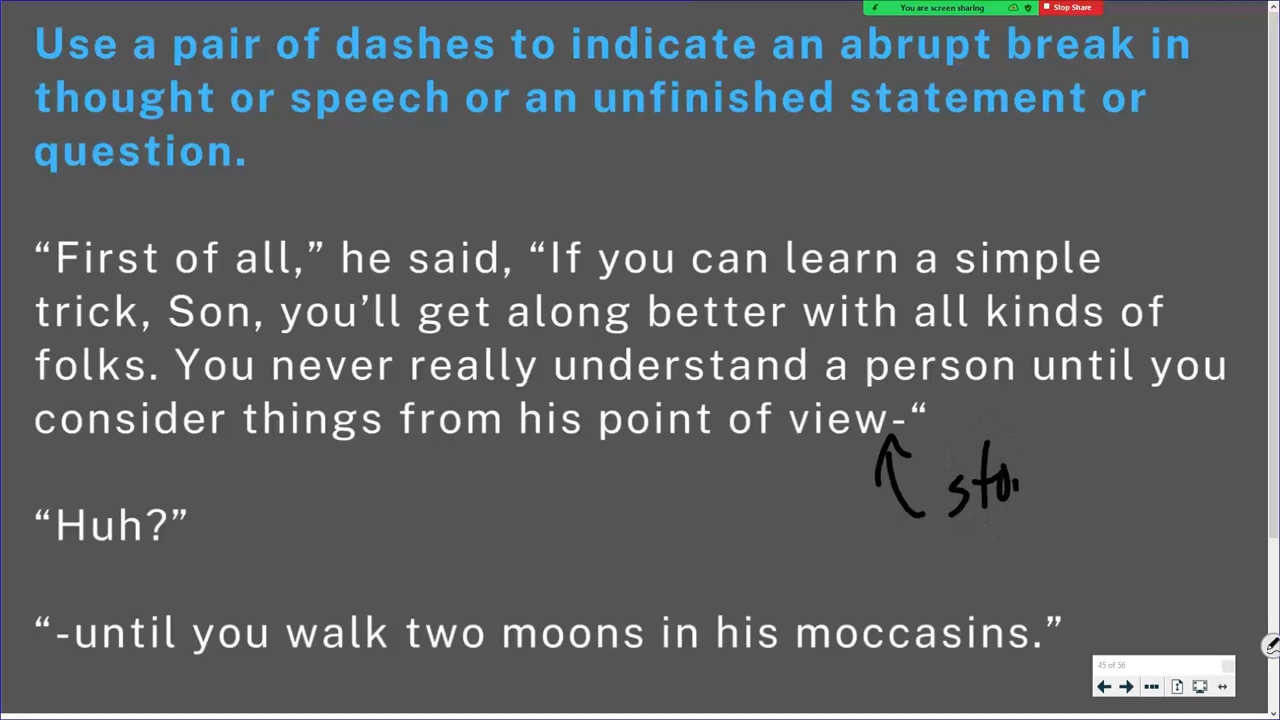 You are screen sharing Stop Share
Use a pair of dashes to indicate an abrupt break in
thought or speech or an unfinished statement or
question.
“First of all,” he said, “If you can learn a simple
trick, Son, you’ll get along better with all kinds of
folks. You never really understand a person until you
consider things from his point of view-“
sto
“Huh?”
“-until you walk two moons in his moccasins.”
45 of 56